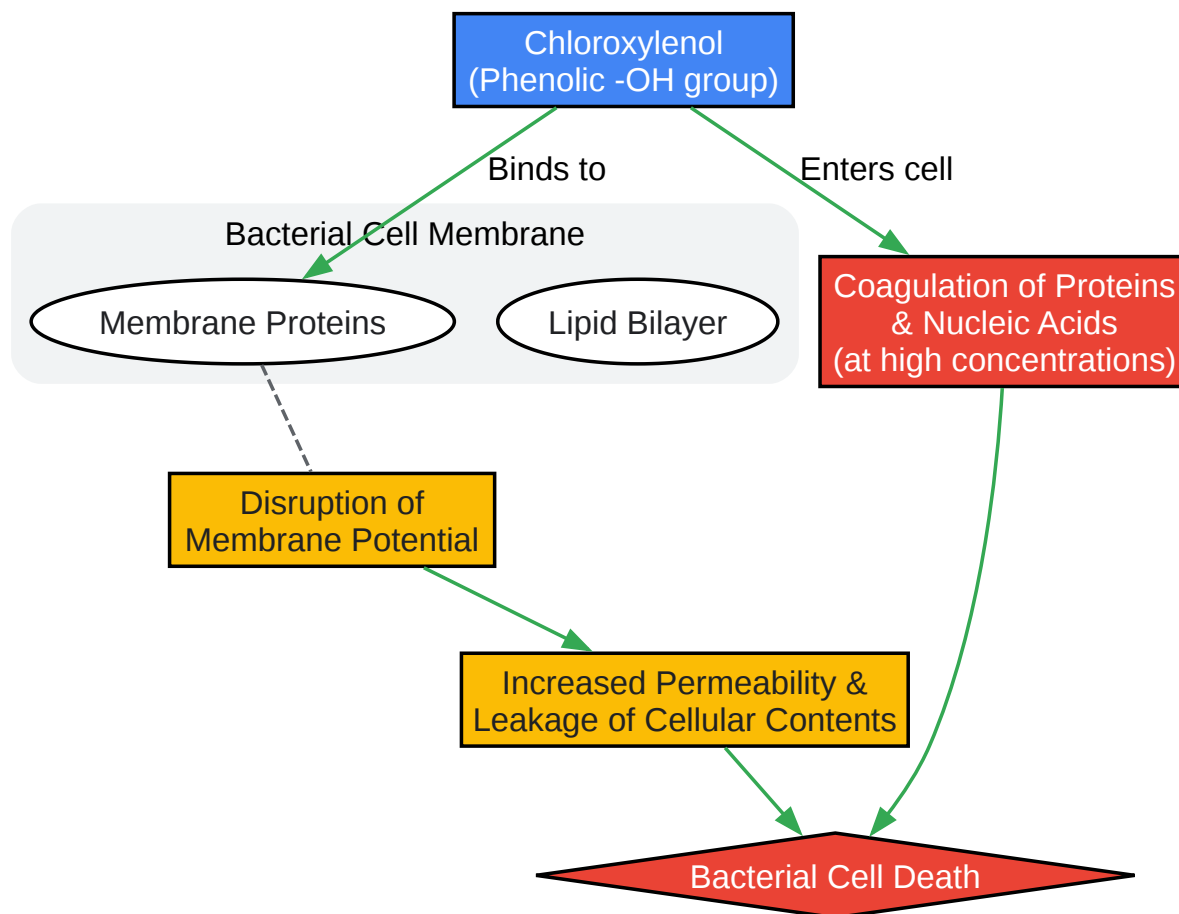 Chloroxylenol
(Phenolic -OH group)
Binds to
Enters cell
Bacterial Cell Membrane
Membrane Proteins
Lipid Bilayer
Coagulation of Proteins
& Nucleic Acids
(at high concentrations)
Disruption of
Membrane Potential
Increased Permeability &
Leakage of Cellular Contents
Bacterial Cell Death